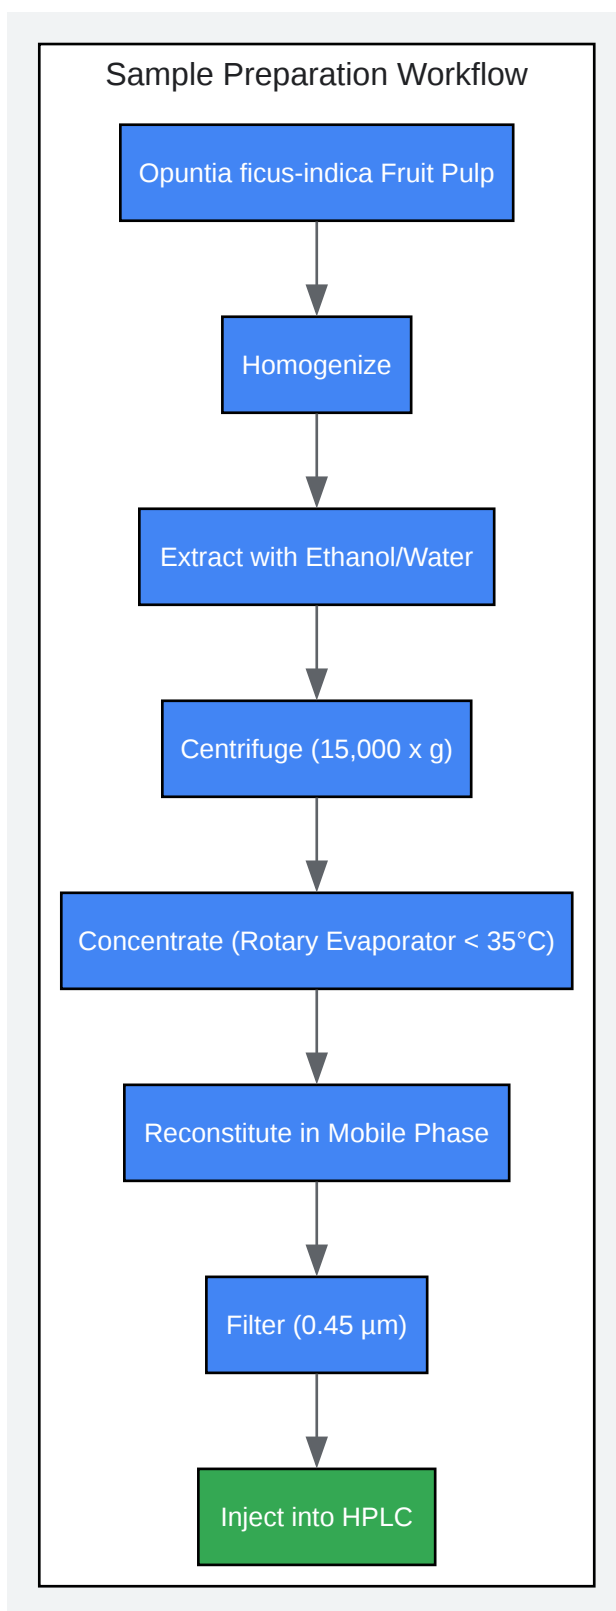 Sample Preparation Workflow
Opuntia ficus-indica Fruit Pulp
Homogenize
Extract with Ethanol/Water
Centrifuge (15,000 x g)
Concentrate (Rotary Evaporator < 35°C)
Reconstitute in Mobile Phase
Filter (0.45 µm)
Inject into HPLC